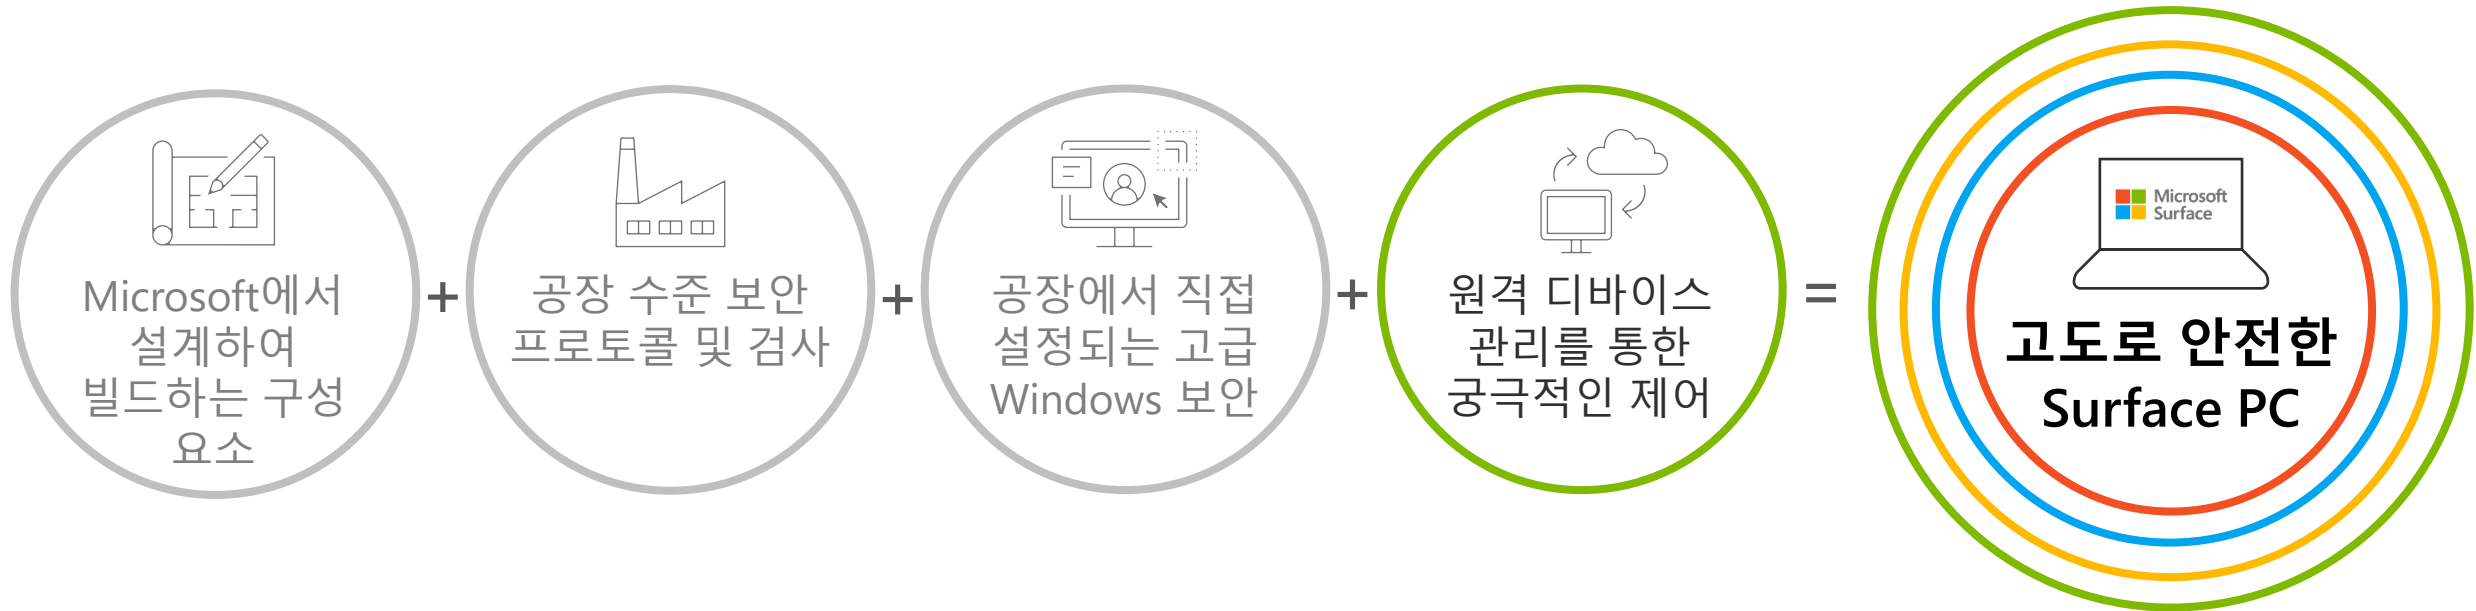 Microsoft에서
설계하여
빌드하는 구성
요소
+
공장 수준 보안
프로토콜 및 검사
+
공장에서 직접
설정되는 고급
Windows 보안
+
원격 디바이스
관리를 통한
궁극적인 제어
=
Microsoft
Surface
고도로 안전한
Surface PC